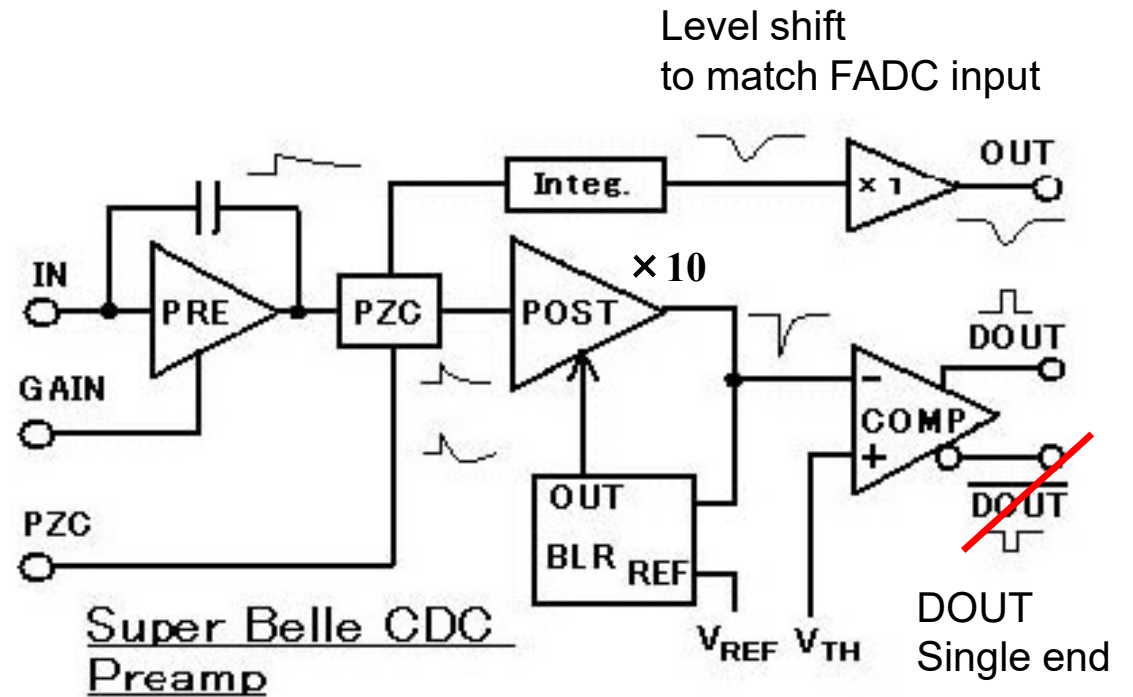 Level shift
to match FADC input
OUT
Integ.
× 1
IN
PRE
PZC
POST
× 10
GAIN
DOUT
−
COMP
+
DOUT
PZC
OUT
BLR
REF
VREF
VTH
DOUT
Single end
Super Belle CDC
Preamp